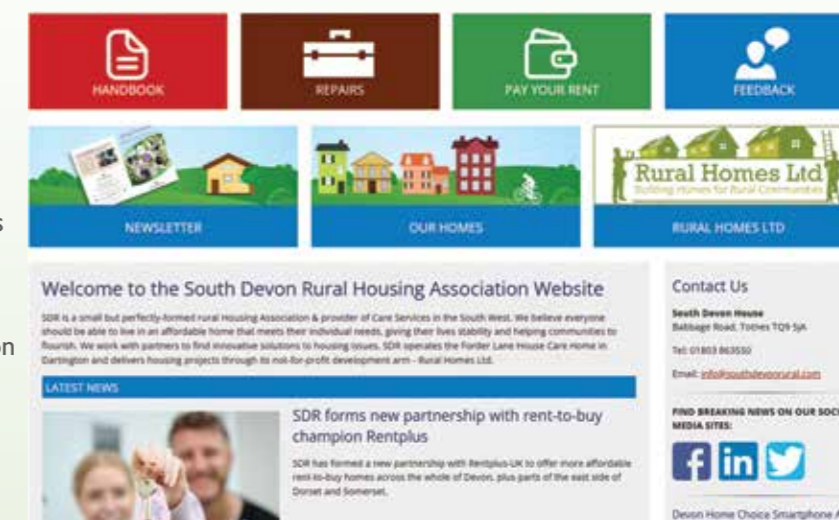 HANDBOOK
REPAIRS
PAY YOUR RENT
FEEDBACK
Rural Homes Ltd
Building Homes for Rural Communities
NEWSLETTER
OUR HOMES
RURAL HOMES LTD
s
on
Welcome to the South Devon Rural Housing Association Website
SDR is a small but perfectly-formed rural Housing Association & provider of Care Services in the South West. We believe everyone
should be able to live in an affordable home that meets their individual needs, giving their lives stability and helping communities to
flourish. We work with partners to find innovative solutions to housing issues. SDR operates the Forder Lane House Care Home in
Dartington and delivers housing projects through its not-for-profit development arm - Rural Homes Ltd.
LATEST NEWS
SDR forms new partnership with rent-to-buy
champion Rentplus
SDR has formed a new partnership with Rentplus-UK to offer more affordable
rent-to-buy homes across the whole of Devon, plus parts of the east side of
Dorset and Somerset.
Contact Us
South Devon House
Babbage Road, Totnes TQ9 5JA
Tel: 01803 863550
Email: info@southdevonrural.com
FIND BREAKING NEWS ON OUR SOCI
MEDIA SITES:
f in
Devon Home Choice Smartphone A